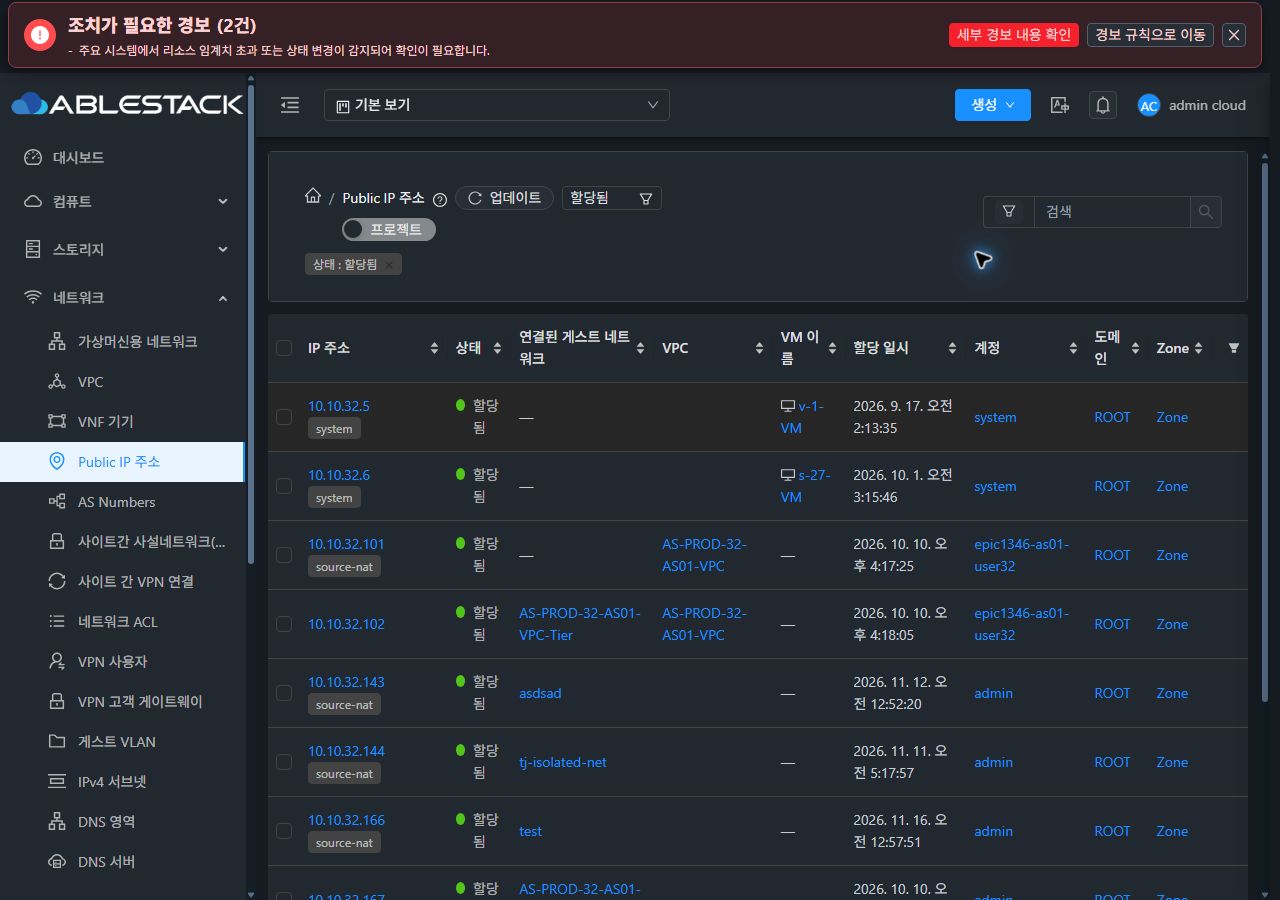 조치가 필요한 경보 (2건)
- 주요 시스템에서 리소스 임계치 초과 또는 상태 변경이 감지되어 확인이 필요합니다.
세부 경보 내용 확인
경보 규칙으로 이동
ABLESTACK
기본 보기
생성
AC
admin cloud
대시보드
컴퓨트
스토리지
네트워크
가상머신용 네트워크
VPC
VNF 기기
Public IP 주소
AS Numbers
사이트간 사설네트워크(...
사이트 간 VPN 연결
네트워크 ACL
VPN 사용자
VPN 고객 게이트웨이
게스트 VLAN
IPv4 서브넷
DNS 영역
DNS 서버
/ Public IP 주소
업데이트
할당됨
프로젝트
상태 : 할당됨
검색
IP 주소
상태
연결된 게스트 네트
워크
VPC
VM 이
름
할당 일시
계정
도메
인
Zone
10.10.32.5
system
할당
됨
—
v-1-
VM
2026. 9. 17. 오전
2:13:35
system
ROOT
Zone
10.10.32.6
system
할당
됨
—
s-27-
VM
2026. 10. 1. 오전
3:15:46
system
ROOT
Zone
10.10.32.101
source-nat
할당
됨
—
AS-PROD-32-
AS01-VPC
—
2026. 10. 10. 오
후 4:17:25
epic1346-as01-
user32
ROOT
Zone
10.10.32.102
할당
됨
AS-PROD-32-AS01-
VPC-Tier
AS-PROD-32-
AS01-VPC
—
2026. 10. 10. 오
후 4:18:05
epic1346-as01-
user32
ROOT
Zone
10.10.32.143
source-nat
할당
됨
asdsad
—
2026. 11. 12. 오
전 12:52:20
admin
ROOT
Zone
10.10.32.144
source-nat
할당
됨
tj-isolated-net
—
2026. 11. 11. 오
전 5:17:57
admin
ROOT
Zone
10.10.32.166
source-nat
할당
됨
test
—
2026. 11. 16. 오
전 12:57:51
admin
ROOT
Zone
10.10.32.167
할당
AS-PROD-32-AS01-
2026. 10. 10. 오
admin
ROOT
Zone